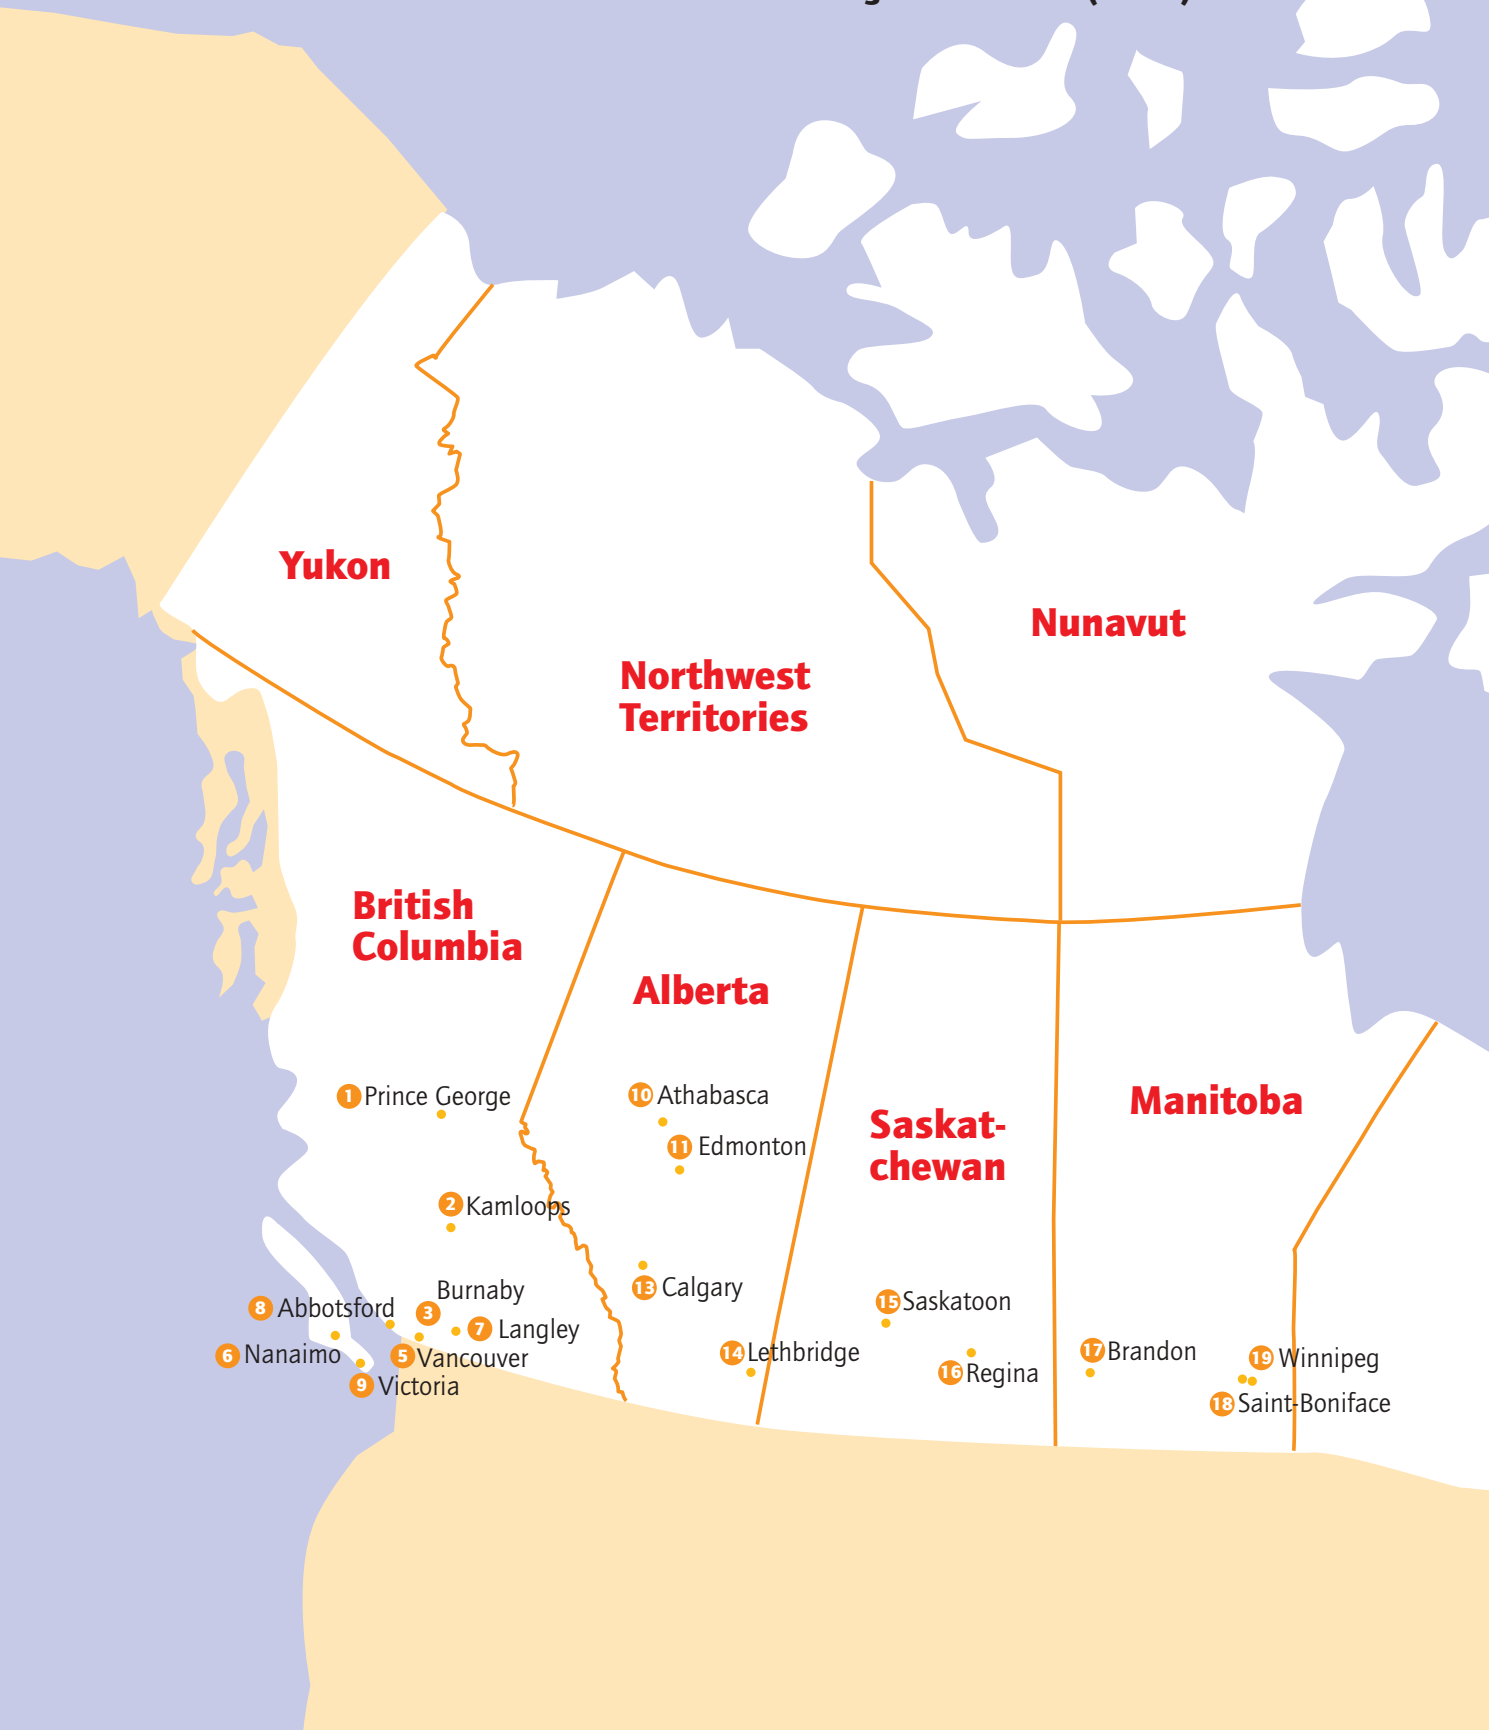 Yukon
Nunavut
Northwest
Territories
British
Columbia
Alberta
Saskat-
chewan
Manitoba
1 Prince George
10 Athabasca
11 Edmonton
2 Kamloops
13 Calgary
Burnaby
3
8 Abbotsford
7 Langley
6 Nanaimo
5 Vancouver
9 Victoria
14 Lethbridge
15 Saskatoon
16 Regina
17 Brandon
19 Winnipeg
18 Saint-Boniface